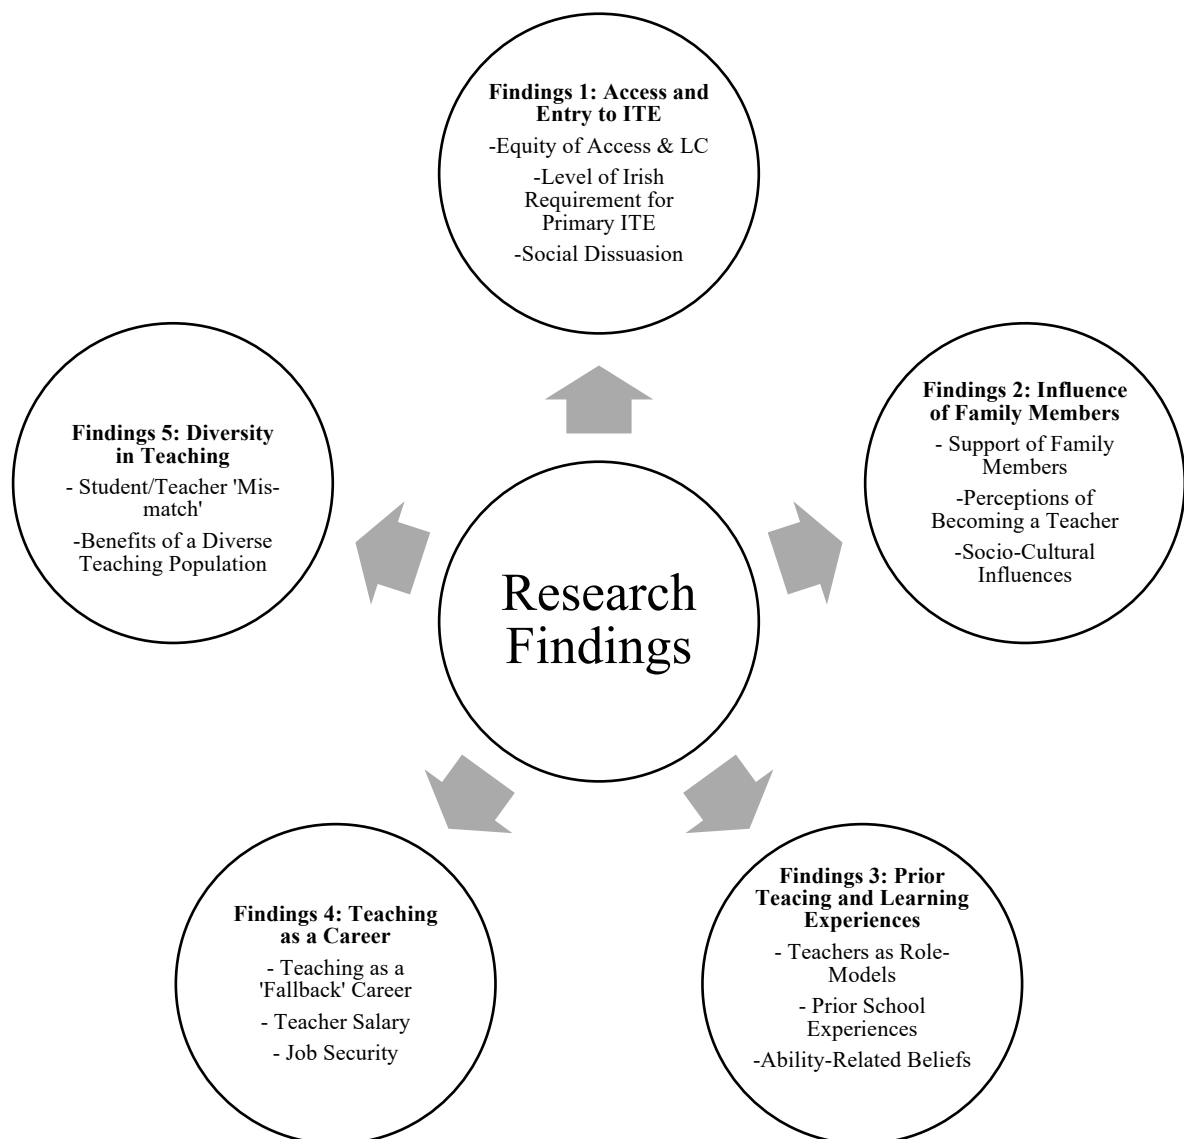 Findings 1: Access and
Entry to ITE
-Equity of Access & LC
-Level of Irish
Requirement for
Primary ITE
-Social Dissuasion
Findings 2: Influence
of Family Members
- Support of Family
Members
-Perceptions of
Becoming a Teacher
-Socio-Cultural
Influences
Findings 5: Diversity
in Teaching
- Student/Teacher 'Mis-
match'
-Benefits of a Diverse
Teaching Population
Research
Findings
Findings 4: Teaching
as a Career
- Teaching as a
'Fallback' Career
- Teacher Salary
- Job Security
Findings 3: Prior
Teacing and Learning
Experiences
- Teachers as Role-
Models
- Prior School
Experiences
-Ability-Related Beliefs